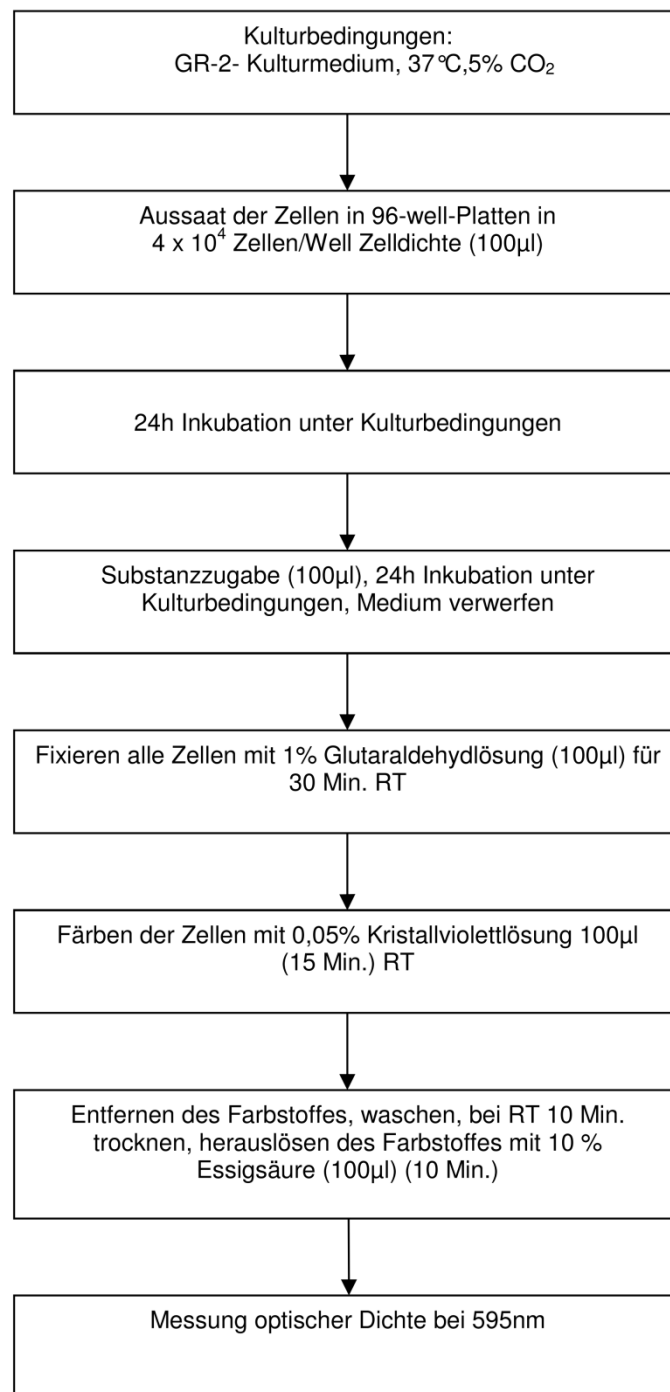 Kulturbedingungen:
GR-2- Kulturmedium, 37°C,5% CO₂
Aussaat der Zellen in 96-well-Platten in
4 x 10⁴ Zellen/Well Zelldichte (100µl)
24h Inkubation unter Kulturbedingungen
Substanzzugabe (100µl), 24h Inkubation unter
Kulturbedingungen, Medium verwerfen
Fixieren alle Zellen mit 1% Glutaraldehydlösung (100µl) für
30 Min. RT
Färben der Zellen mit 0,05% Kristallviolettlösung 100µl
(15 Min.) RT
Entfernen des Farbstoffes, waschen, bei RT 10 Min.
trocknen, herauslösen des Farbstoffes mit 10 %
Essigsäure (100µl) (10 Min.)
Messung optischer Dichte bei 595nm